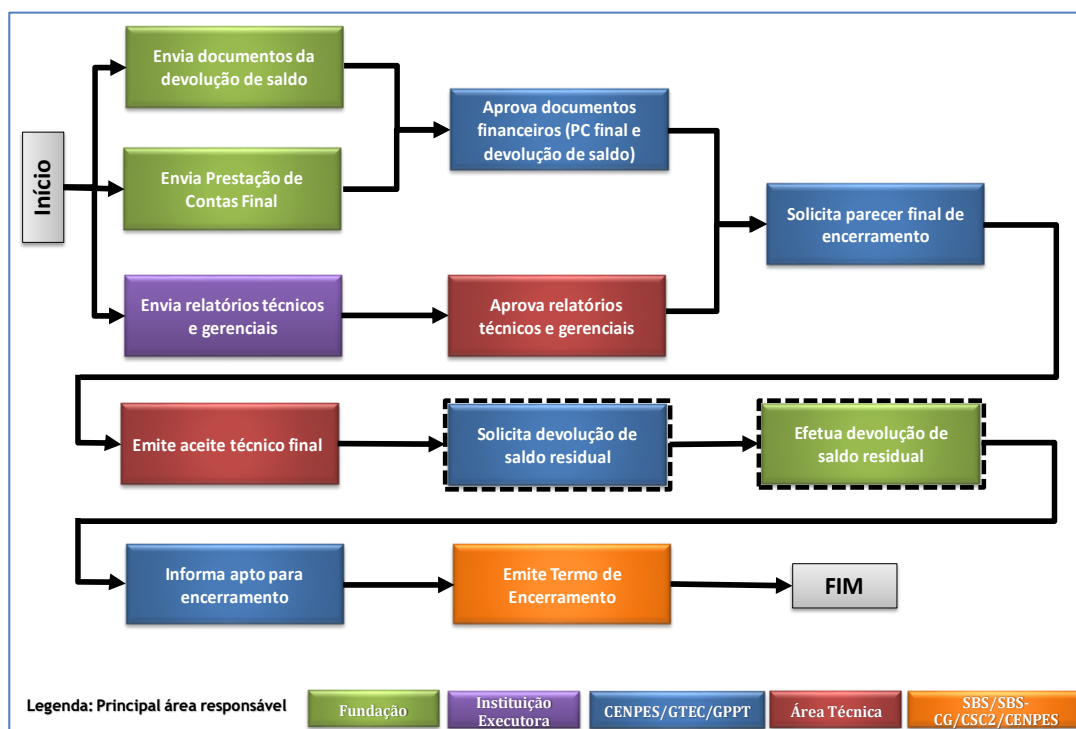 Início
Envia documentos da
devolução de saldo
Envia Prestação de
Contas Final
Envia relatórios técnicos
e gerenciais
Aprova documentos
financeiros (PC final e
devolução de saldo)
Aprova relatórios
técnicos e gerenciais
Solicita parecer final de
encerramento
Emite aceite técnico final
Solicita devolução de
saldo residual
Efetua devolução de
saldo residual
Informa apto para
encerramento
Emite Termo de
Encerramento
FIM
Legenda: Principal área responsável
Fundação
Instituição
Executora
CENPES/GTEC/GPPT
Área Técnica
SBS/SBS-
CG/CSC2/CENPES